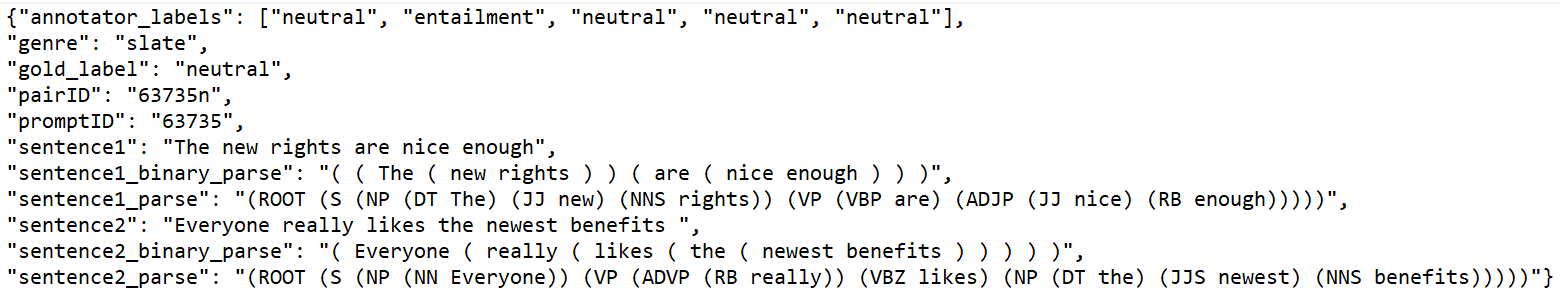 {"annotator_labels": ["neutral", "entailment", "neutral", "neutral", "neutral"],
"genre": "slate",
"gold_label": "neutral",
"pairID": "63735n",
"promptID": "63735",
"sentence1": "The new rights are nice enough",
"sentence1_binary_parse": "( ( The ( new rights ) ) ( are ( nice enough ) ) )",
"sentence1_parse": "(ROOT (S (NP (DT The) (JJ new) (NNS rights)) (VP (VBP are) (ADJP (JJ nice) (RB enough)))))",
"sentence2": "Everyone really likes the newest benefits ",
"sentence2_binary_parse": "( Everyone ( really ( likes ( the ( newest benefits ) ) ) ) )",
"sentence2_parse": "(ROOT (S (NP (NN Everyone)) (VP (ADVP (RB really)) (VBZ likes) (NP (DT the) (JJS newest) (NNS benefits)))))"}